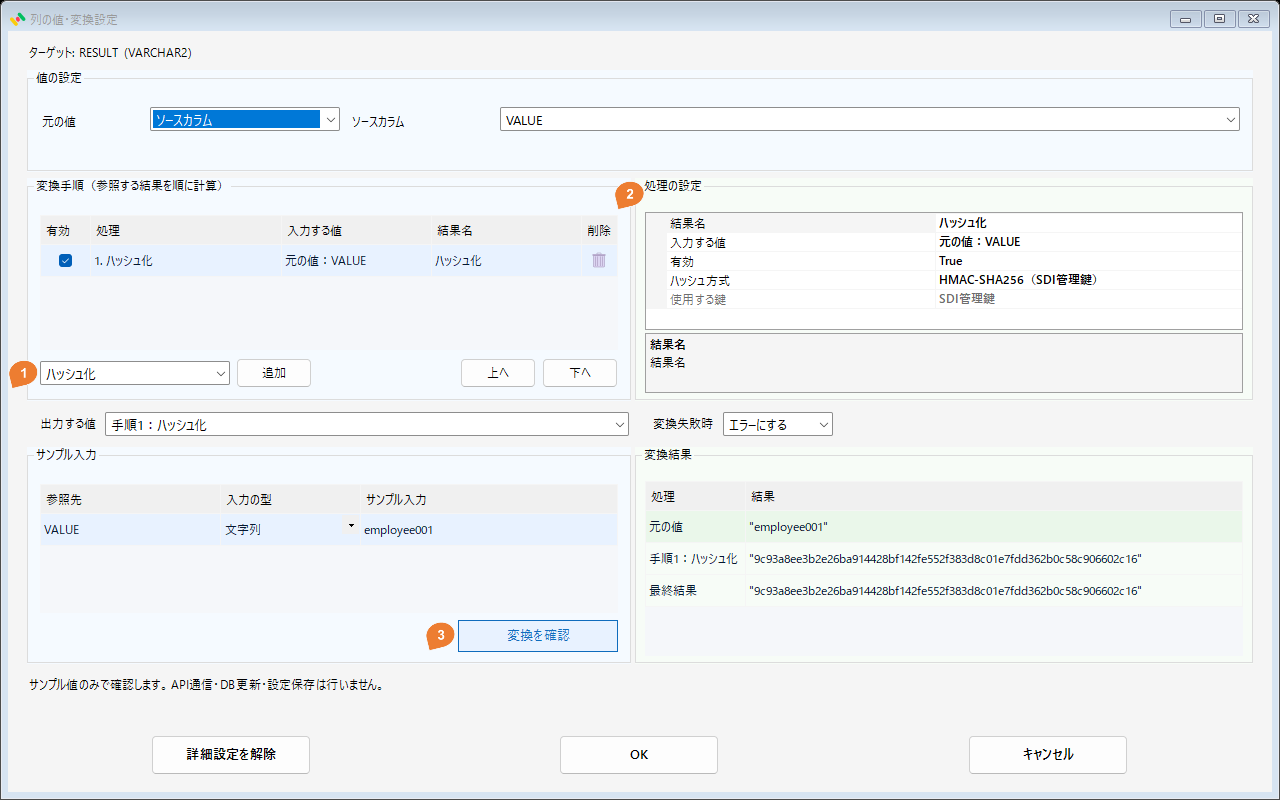 列の値・変換設定
ターゲット: RESULT (VARCHAR2)
値の設定
元の値 ソースカラム ソースカラム VALUE
変換手順（参照する結果を順に計算）
有効 処理 入力する値 結果名 削除
1. ハッシュ化 元の値：VALUE ハッシュ化
1 ハッシュ化 追加 上へ 下へ
2 処理の設定
結果名 ハッシュ化
入力する値 元の値：VALUE
有効 True
ハッシュ方式 HMAC-SHA256（SDI管理鍵）
使用する鍵 SDI管理鍵
結果名
結果名
出力する値 手順1：ハッシュ化 変換失敗時 エラーにする
サンプル入力
参照先 入力の型 サンプル入力
VALUE 文字列 employee001
3 変換を確認
変換結果
処理 結果
元の値 "employee001"
手順1：ハッシュ化 "9c93a8ee3b2e26ba914428bf142fe552f383d8c01e7fdd362b0c58c906602c16"
最終結果 "9c93a8ee3b2e26ba914428bf142fe552f383d8c01e7fdd362b0c58c906602c16"
サンプル値のみで確認します。API通信・DB更新・設定保存は行いません。
詳細設定を解除 OK キャンセル